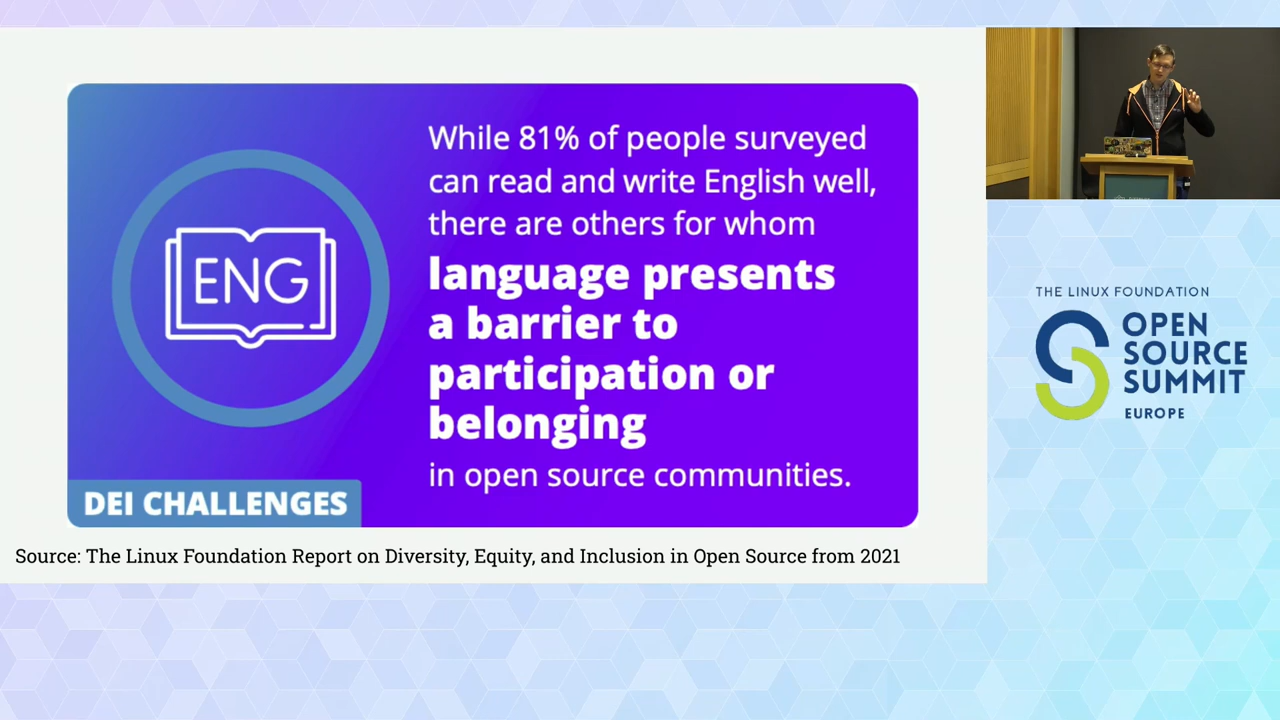 While 81% of people surveyed
can read and write English well,
there are others for whom
language presents
a barrier to
participation or
belonging
in open source communities.
ENG
DEI CHALLENGES
Source: The Linux Foundation Report on Diversity, Equity, and Inclusion in Open Source from 2021
THE LINUX FOUNDATION
OPEN
SOURCE
SUMMIT
EUROPE